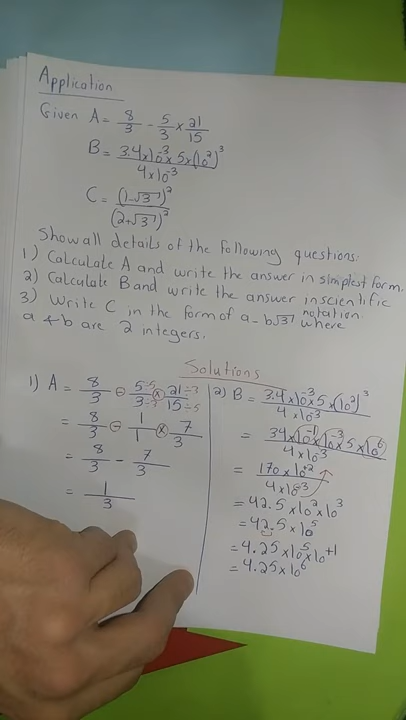 Application
Given A = 8/3 - 5/3 × 21/15
B = 3.4×10^-3×5×(10^2)^3 / 4×10^-3
C = (1-√3)^2 / (2+√3)^2
Show all details of the following questions:
1) Calculate A and write the answer in simplest form.
2) Calculate B and write the answer in scientific notation.
3) Write C in the form of a - b√3 where
a & b are 2 integers.
Solutions
1) A = 8/3 - 5÷5/3÷3 × 21÷3/15÷5
= 8/3 - 1/1 × 7/3
= 8/3 - 7/3
= 1/3
2) B = 3.4×10^-3×5×(10^2)^3 / 4×10^-3
= 34×10^-1×10^-3×5×10^6 / 4×10^-3
= 170×10^2 / 4×10^-3
= 42.5×10^2×10^3
= 42.5×10^5
= 4.25×10^5×10^+1
= 4.25×10^6